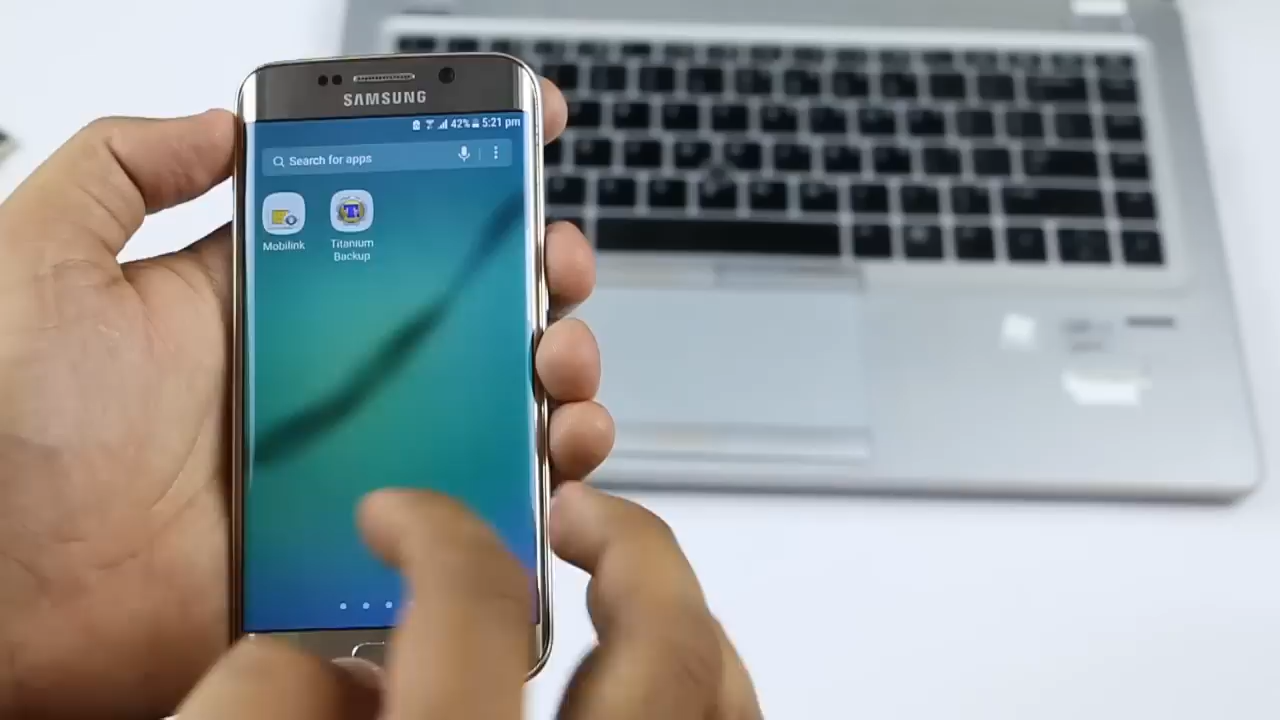 SAMSUNG
42% 5:21 pm
Search for apps
Mobilink
Titanium
Backup